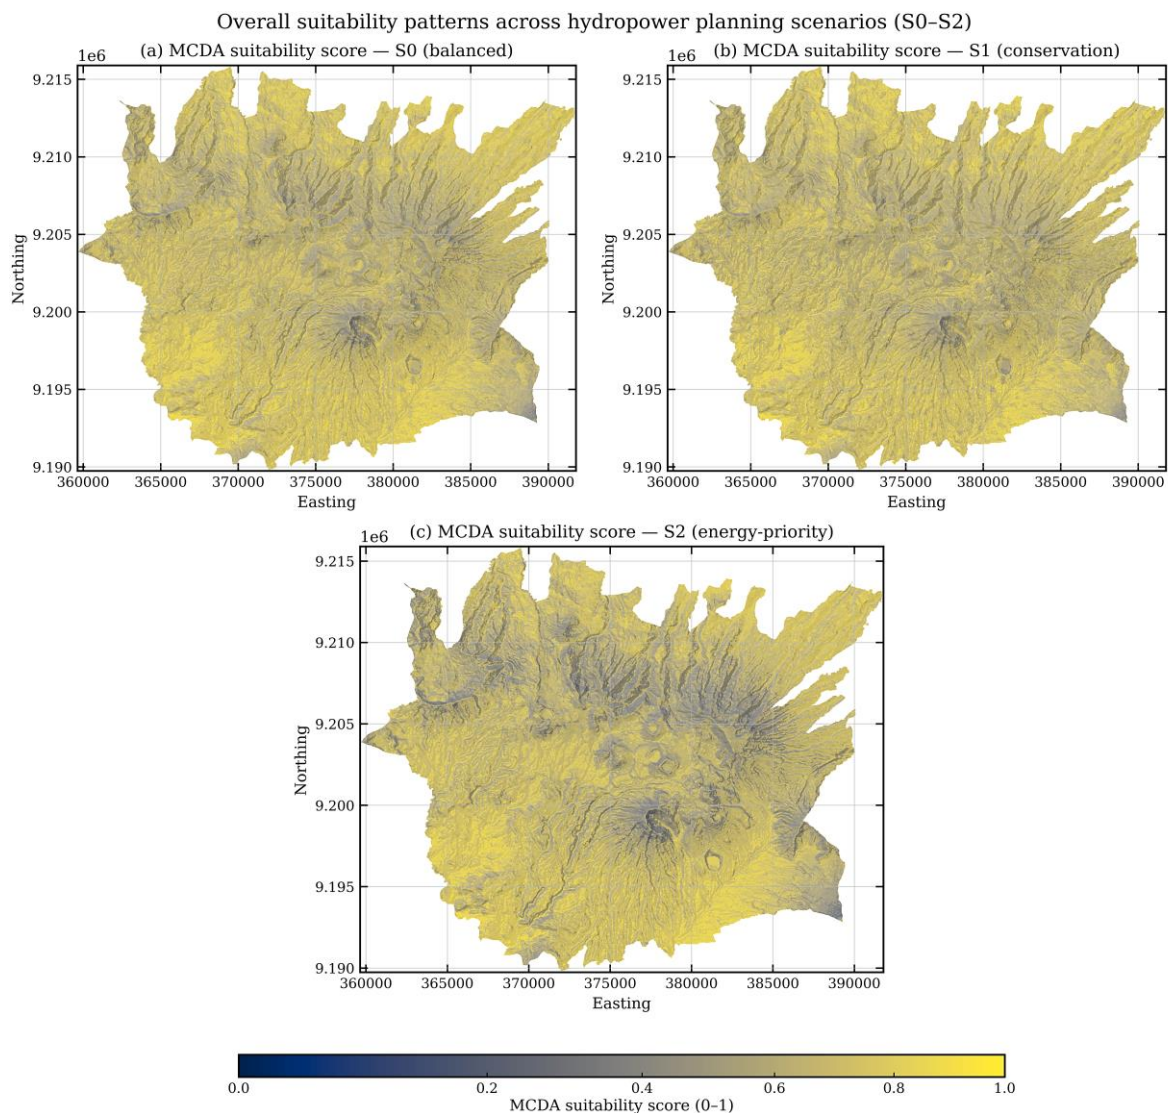 Overall suitability patterns across hydropower planning scenarios (S0–S2)
(a) MCDA suitability score — S0 (balanced)
1e6
9.215
9.210
9.205
9.200
9.195
9.190
Northing
360000 365000 370000 375000 380000 385000 390000
Easting
(b) MCDA suitability score — S1 (conservation)
1e6
9.215
9.210
9.205
9.200
9.195
9.190
Northing
360000 365000 370000 375000 380000 385000 390000
Easting
(c) MCDA suitability score — S2 (energy-priority)
1e6
9.215
9.210
9.205
9.200
9.195
9.190
Northing
360000 365000 370000 375000 380000 385000 390000
Easting
0.0 0.2 0.4 0.6 0.8 1.0
MCDA suitability score (0–1)